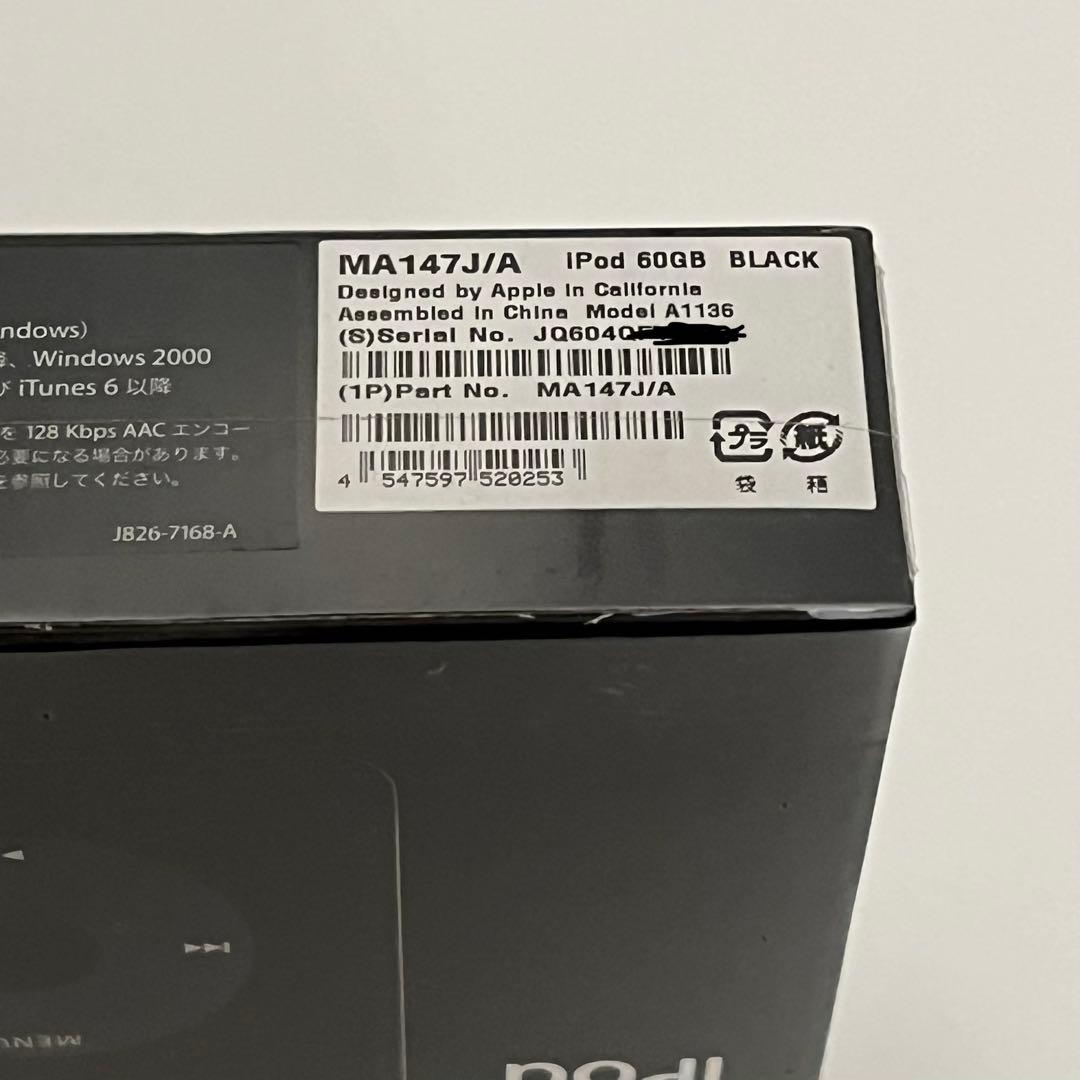 ndows）
降、Windows 2000
び iTunes 6 以降
を 128 Kbps AAC エンコー
必要になる場合があります。
を参照してください。
JB26-7168-A
MA147J/A iPod 60GB BLACK
Designed by Apple in California
Assembled in China Model A1136
(S)Serial No. JQ604Q
(1P)Part No. MA147J/A
4 547597 520253
プラ 紙
袋 箱
MENU
iPod